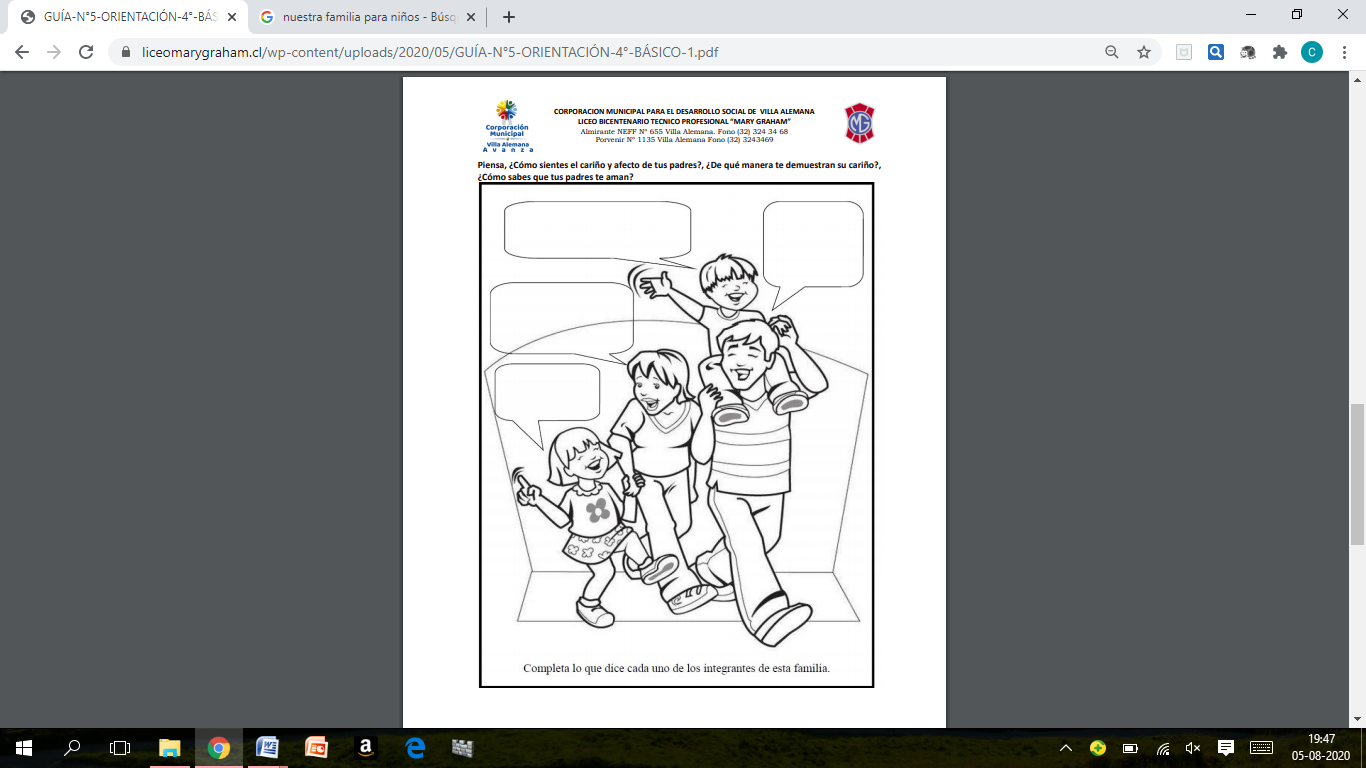 GUÍA-N°5-ORIENTACIÓN-4°-BÁS
nuestra familia para niños - Búsq
liceomarygraham.cl/wp-content/uploads/2020/05/GUÍA-N°5-ORIENTACIÓN-4°-BÁSICO-1.pdf
C
Corporación
Municipal
Villa Alemana
Avanza
CORPORACION MUNICIPAL PARA EL DESARROLLO SOCIAL DE VILLA ALEMANA
LICEO BICENTENARIO TECNICO PROFESIONAL "MARY GRAHAM"
Almirante NEFF Nº 655 Villa Alemana. Fono (32) 324 34 68
Porvenir Nº 1135 Villa Alemana Fono (32) 3243469
MG
Piensa, ¿Cómo sientes el cariño y afecto de tus padres?, ¿De qué manera te demuestran su cariño?,
¿Cómo sabes que tus padres te aman?
Completa lo que dice cada uno de los integrantes de esta familia.
19:47
05-08-2020